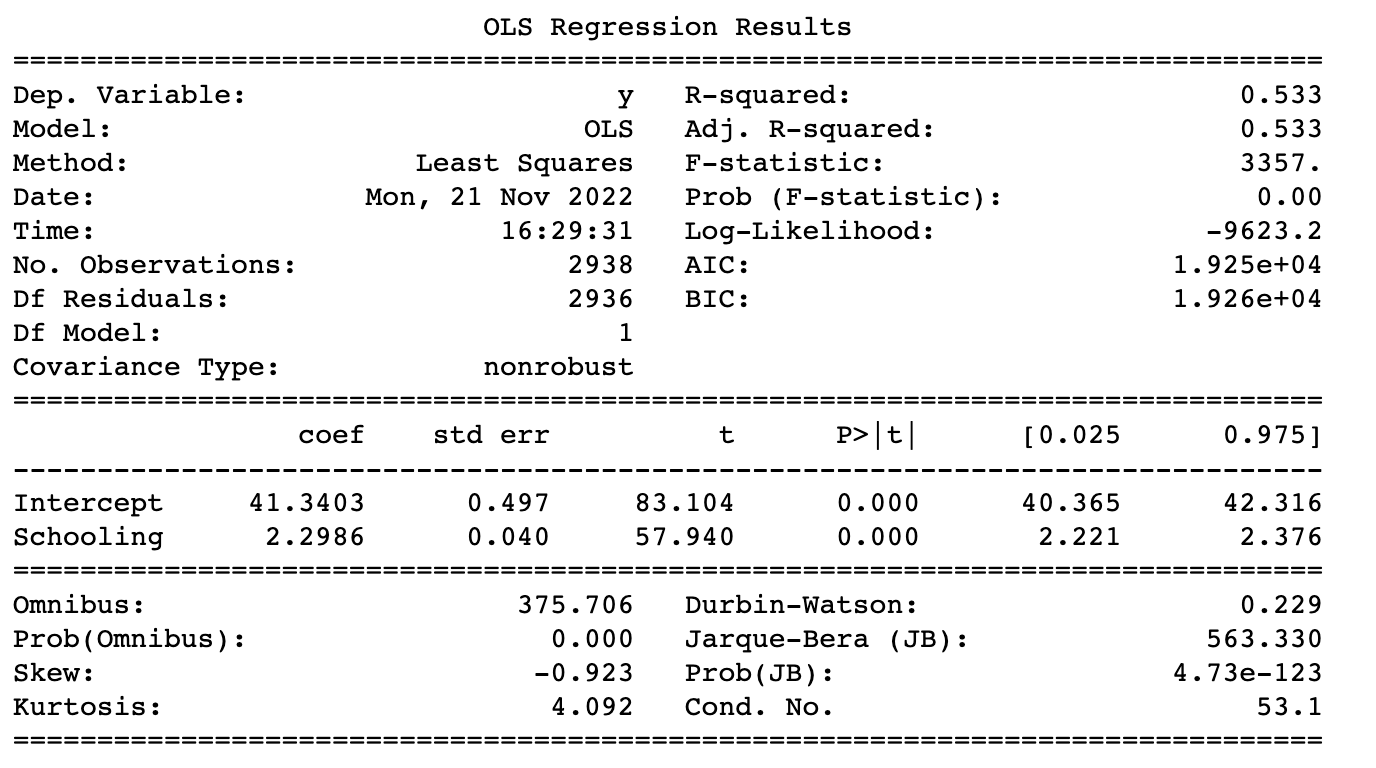 OLS Regression Results
==============================================================================
Dep. Variable:                      y   R-squared:                       0.533
Model:                            OLS   Adj. R-squared:                  0.533
Method:                 Least Squares   F-statistic:                     3357.
Date:                Mon, 21 Nov 2022   Prob (F-statistic):               0.00
Time:                        16:29:31   Log-Likelihood:                -9623.2
No. Observations:                2938   AIC:                         1.925e+04
Df Residuals:                    2936   BIC:                         1.926e+04
Df Model:                           1
Covariance Type:            nonrobust
==============================================================================
                 coef    std err          t      P>|t|      [0.025      0.975]
------------------------------------------------------------------------------
Intercept     41.3403      0.497     83.104      0.000      40.365      42.316
Schooling      2.2986      0.040     57.940      0.000       2.221       2.376
==============================================================================
Omnibus:                      375.706   Durbin-Watson:                   0.229
Prob(Omnibus):                  0.000   Jarque-Bera (JB):              563.330
Skew:                          -0.923   Prob(JB):                    4.73e-123
Kurtosis:                       4.092   Cond. No.                         53.1
==============================================================================